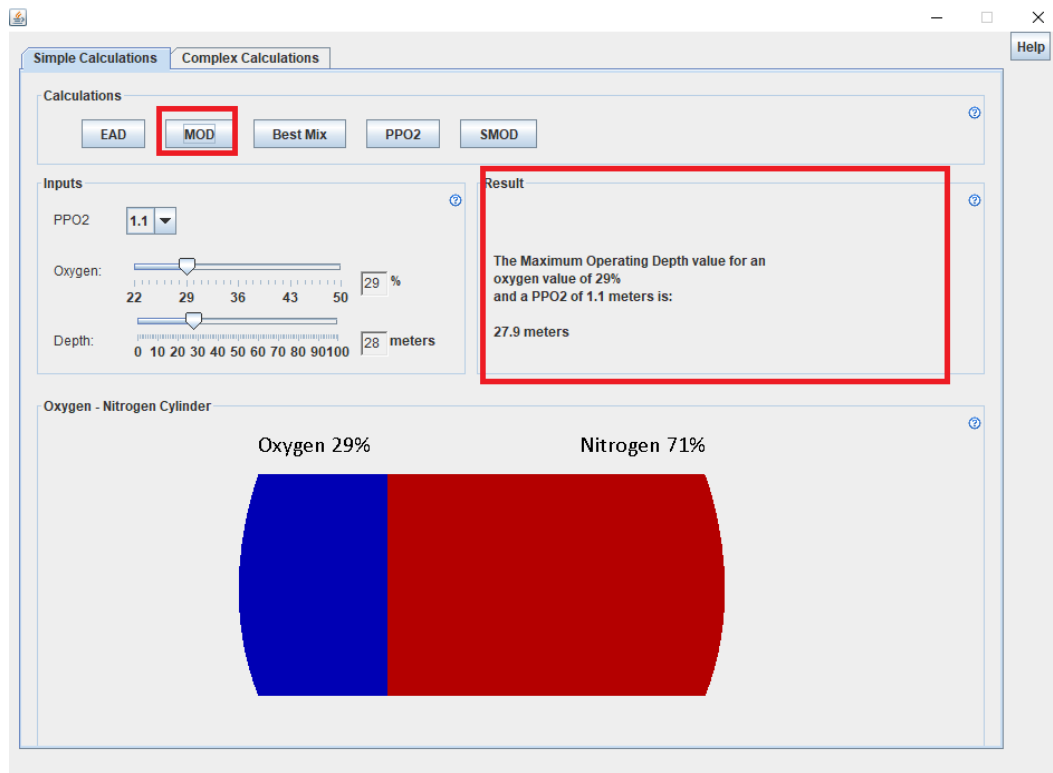 Help
Simple Calculations Complex Calculations
Calculations
EAD MOD Best Mix PPO2 SMOD
Inputs
PPO2 1.1
Oxygen: 29 %
22 29 36 43 50
Depth: 28 meters
0 10 20 30 40 50 60 70 80 90100
Result
The Maximum Operating Depth value for an
oxygen value of 29%
and a PPO2 of 1.1 meters is:
27.9 meters
Oxygen - Nitrogen Cylinder
Oxygen 29% Nitrogen 71%